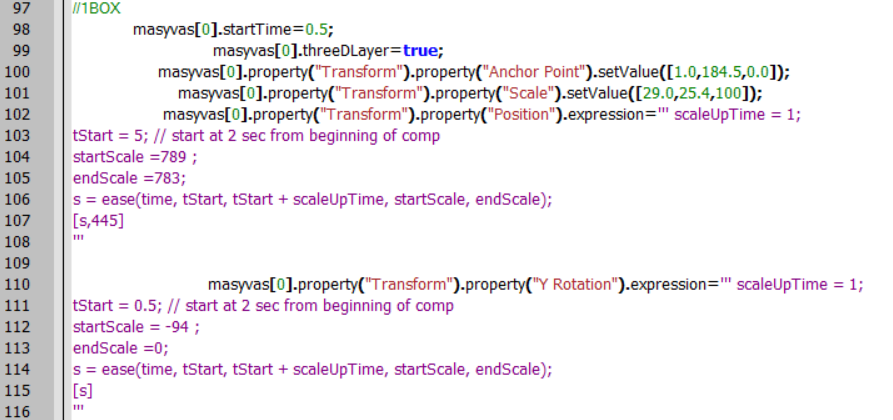 97 //1BOX
98 masyvas[0].startTime=0.5;
99 masyvas[0].threeDLayer=true;
100 masyvas[0].property("Transform").property("Anchor Point").setValue([1.0,184.5,0.0]);
101 masyvas[0].property("Transform").property("Scale").setValue([29.0,25.4,100]);
102 masyvas[0].property("Transform").property("Position").expression=''' scaleUpTime = 1;
103 tStart = 5; // start at 2 sec from beginning of comp
104 startScale =789 ;
105 endScale =783;
106 s = ease(time, tStart, tStart + scaleUpTime, startScale, endScale);
107 [s,445]
108 '''
109
110 masyvas[0].property("Transform").property("Y Rotation").expression=''' scaleUpTime = 1;
111 tStart = 0.5; // start at 2 sec from beginning of comp
112 startScale = -94 ;
113 endScale =0;
114 s = ease(time, tStart, tStart + scaleUpTime, startScale, endScale);
115 [s]
116 '''